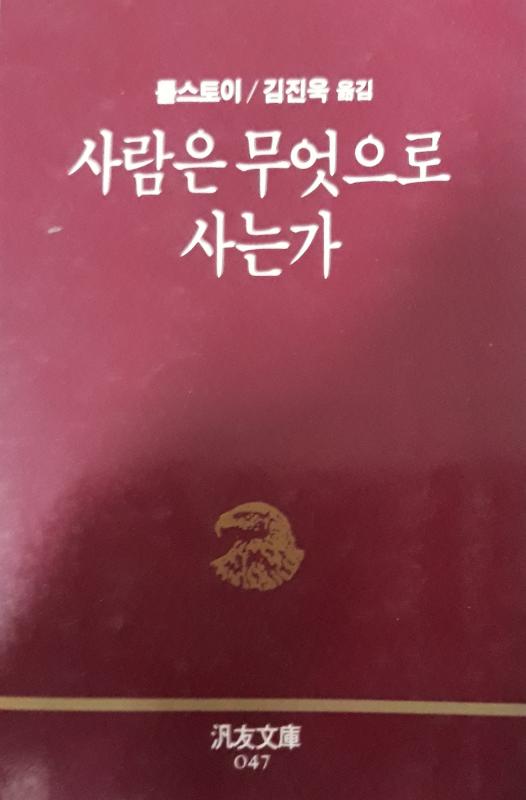 톨스토이/김진욱 옮김
사람은 무엇으로
사는가
汎友文庫
047